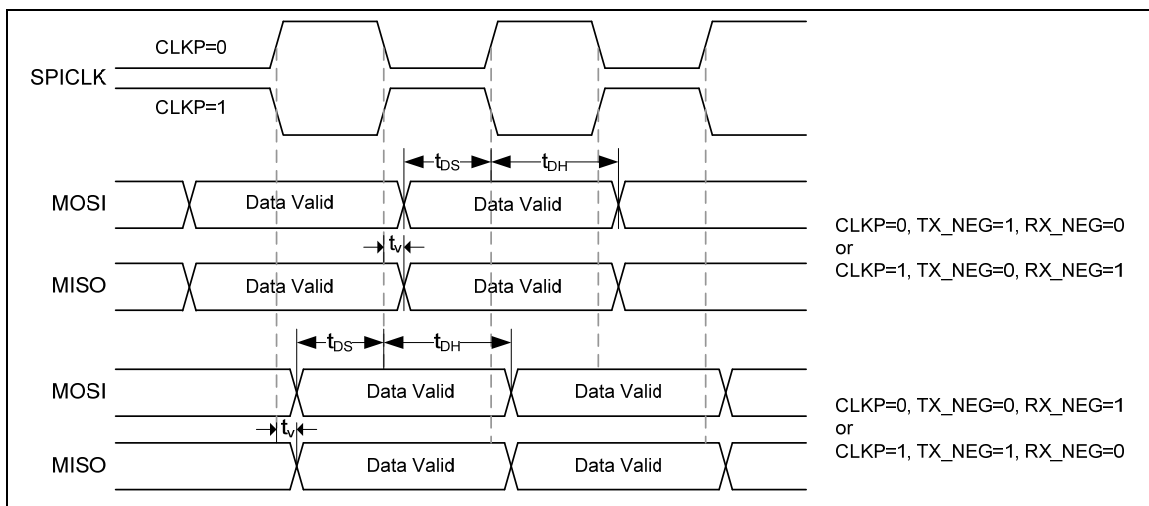 CLKP=0
SPICLK
CLKP=1
tDS
tDH
MOSI
Data Valid
Data Valid
CLKP=0, TX_NEG=1, RX_NEG=0
or
CLKP=1, TX_NEG=0, RX_NEG=1
tv
MISO
Data Valid
Data Valid
tDS
tDH
MOSI
Data Valid
Data Valid
CLKP=0, TX_NEG=0, RX_NEG=1
or
CLKP=1, TX_NEG=1, RX_NEG=0
tv
MISO
Data Valid
Data Valid